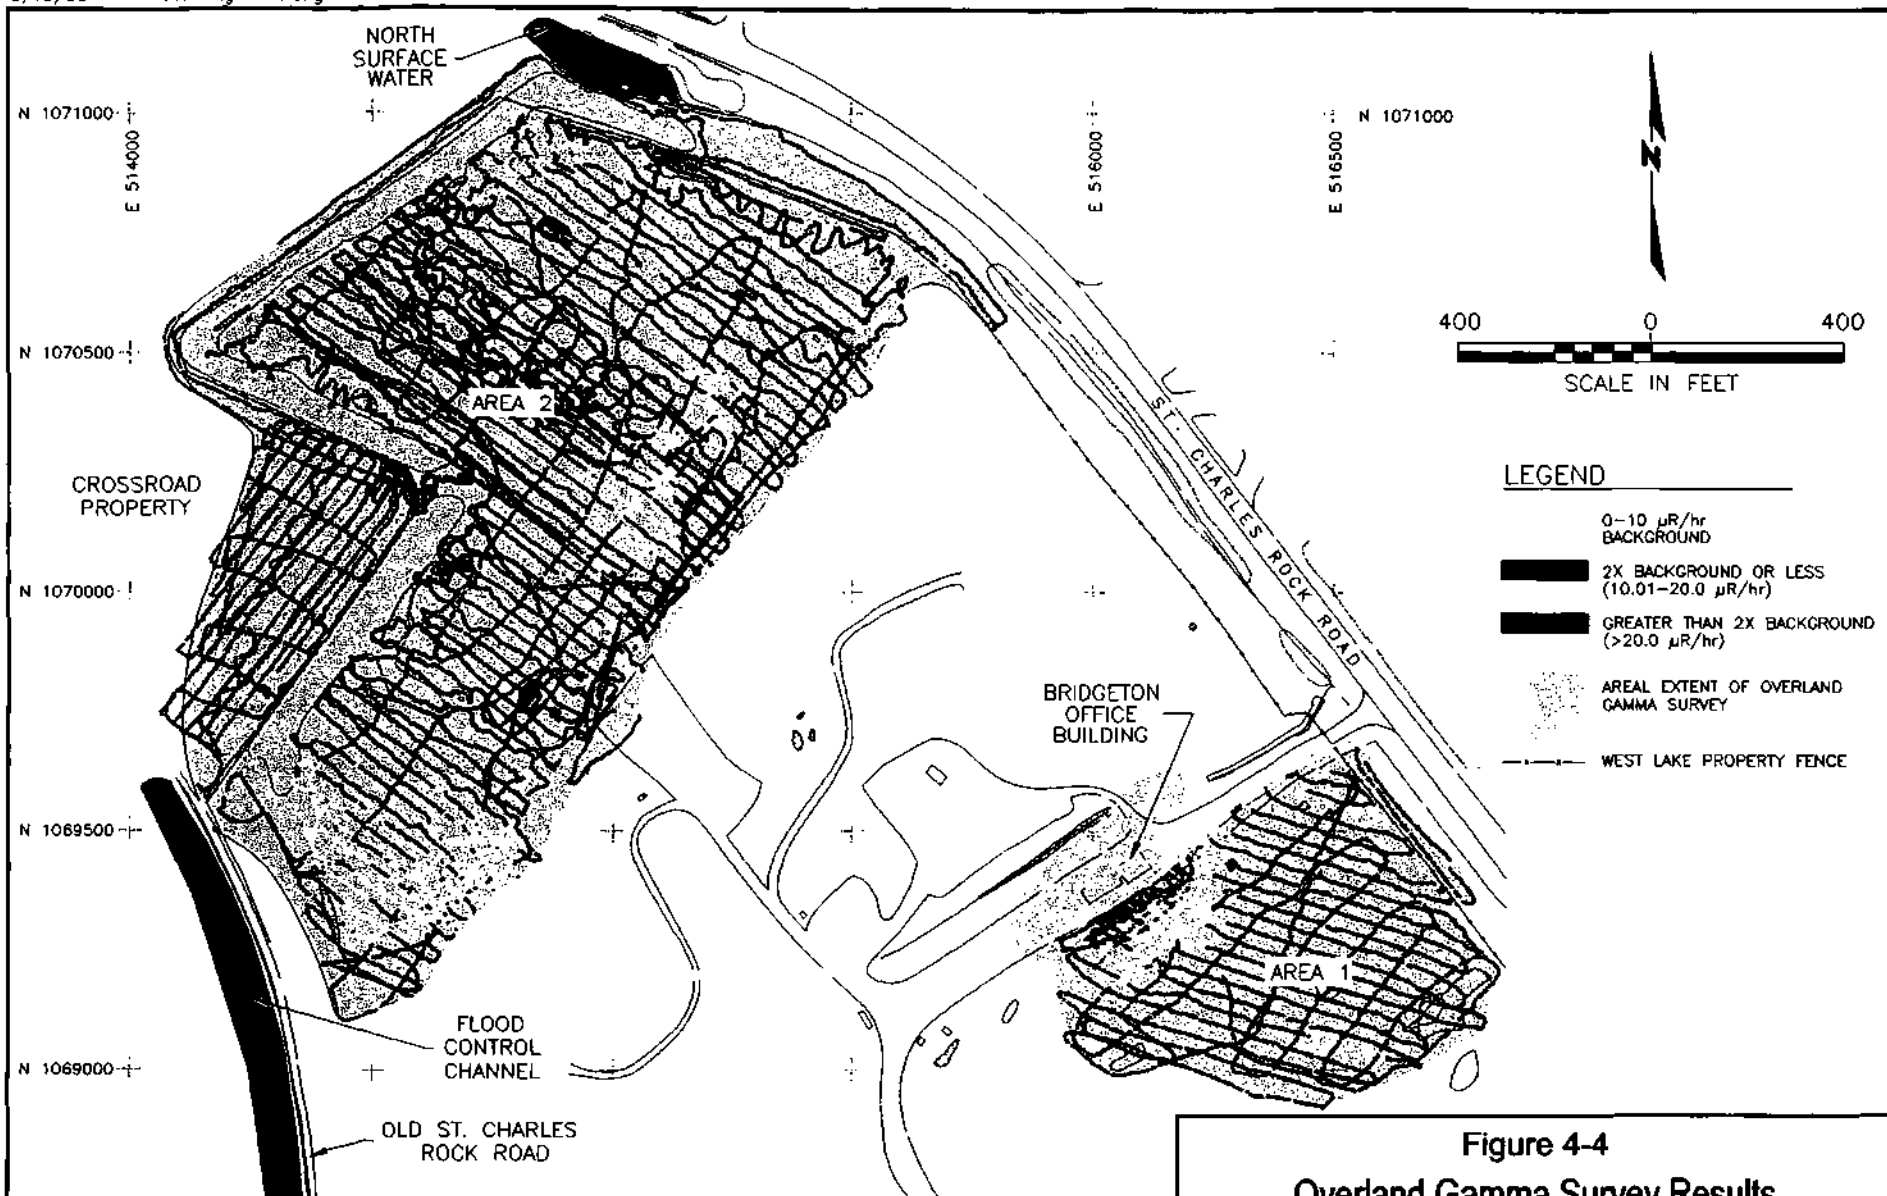 NORTH
SURFACE
WATER
N 1071000
E 514000
E 516000
E 516500
N 1071000
N
400 0 400
SCALE IN FEET
N 1070500
AREA 2
CROSSROAD
PROPERTY
ST. CHARLES ROCK ROAD
LEGEND
0-10 µR/hr
BACKGROUND
2X BACKGROUND OR LESS
(10.01-20.0 µR/hr)
GREATER THAN 2X BACKGROUND
(>20.0 µR/hr)
AREAL EXTENT OF OVERLAND
GAMMA SURVEY
WEST LAKE PROPERTY FENCE
N 1070000
BRIDGETON
OFFICE
BUILDING
N 1069500
AREA 1
FLOOD
CONTROL
CHANNEL
N 1069000
OLD ST. CHARLES
ROCK ROAD
Figure 4-4
Overland Gamma Survey Results